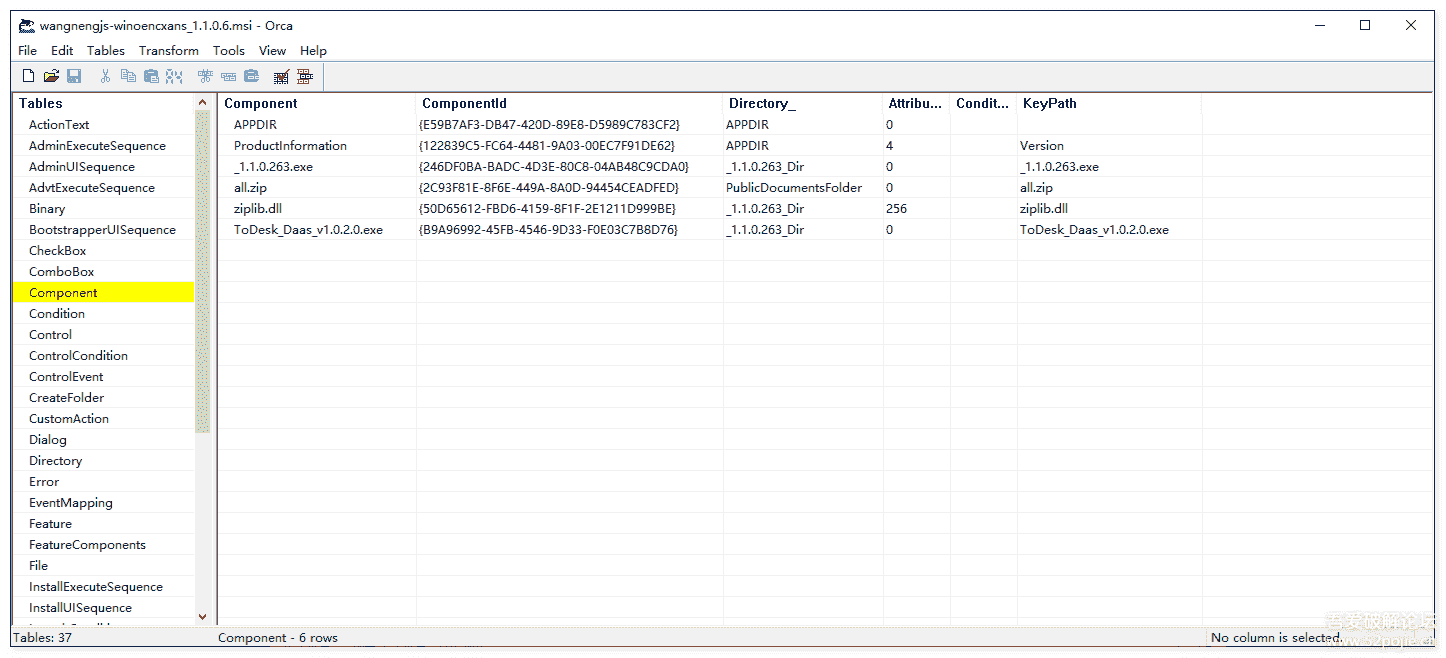 wangnengjs-winoencxans_1.1.0.6.msi - Orca
File Edit Tables Transform Tools View Help
Tables Component ComponentId Directory_ Attribu... Condit... KeyPath
ActionText APPDIR {E59B7AF3-DB47-420D-89E8-D5989C783CF2} APPDIR 0
AdminExecuteSequence ProductInformation {122839C5-FC64-4481-9A03-00EC7F91DE62} APPDIR 4 Version
AdminUISequence _1.1.0.263.exe {246DF0BA-BADC-4D3E-80C8-04AB48C9CDA0} _1.1.0.263_Dir 0 _1.1.0.263.exe
AdvtExecuteSequence all.zip {2C93F81E-8F6E-449A-8A0D-94454CEADFED} PublicDocumentsFolder 0 all.zip
Binary ziplib.dll {50D65612-FBD6-4159-8F1F-2E1211D999BE} _1.1.0.263_Dir 256 ziplib.dll
BootstrapperUISequence ToDesk_Daas_v1.0.2.0.exe {B9A96992-45FB-4546-9D33-F0E03C7B8D76} _1.1.0.263_Dir 0 ToDesk_Daas_v1.0.2.0.exe
CheckBox
ComboBox
Component
Condition
Control
ControlCondition
ControlEvent
CreateFolder
CustomAction
Dialog
Directory
Error
EventMapping
Feature
FeatureComponents
File
InstallExecuteSequence
InstallUISequence
Tables: 37 Component - 6 rows No column is selected.
吾爱破解论坛